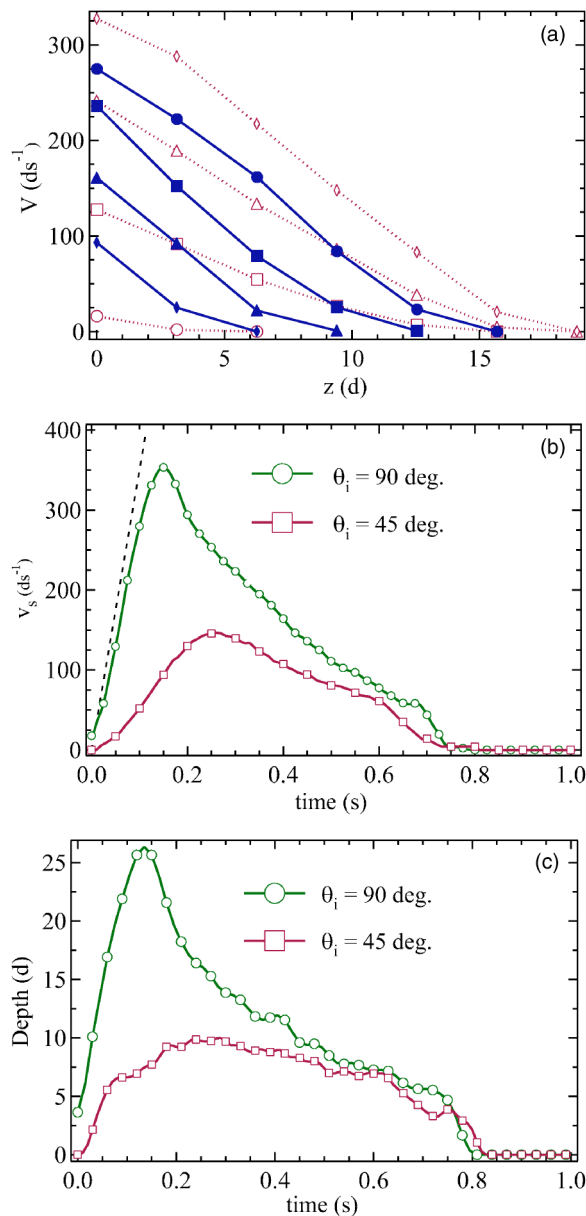 (a)
300
200
100
0
V (ds⁻¹)
0
5
10
15
z (d)
(b)
400
300
200
100
0
vₛ (ds⁻¹)
θᵢ = 90 deg.
θᵢ = 45 deg.
0.0
0.2
0.4
0.6
0.8
1.0
time (s)
(c)
25
20
15
10
5
0
Depth (d)
θᵢ = 90 deg.
θᵢ = 45 deg.
0.0
0.2
0.4
0.6
0.8
1.0
time (s)